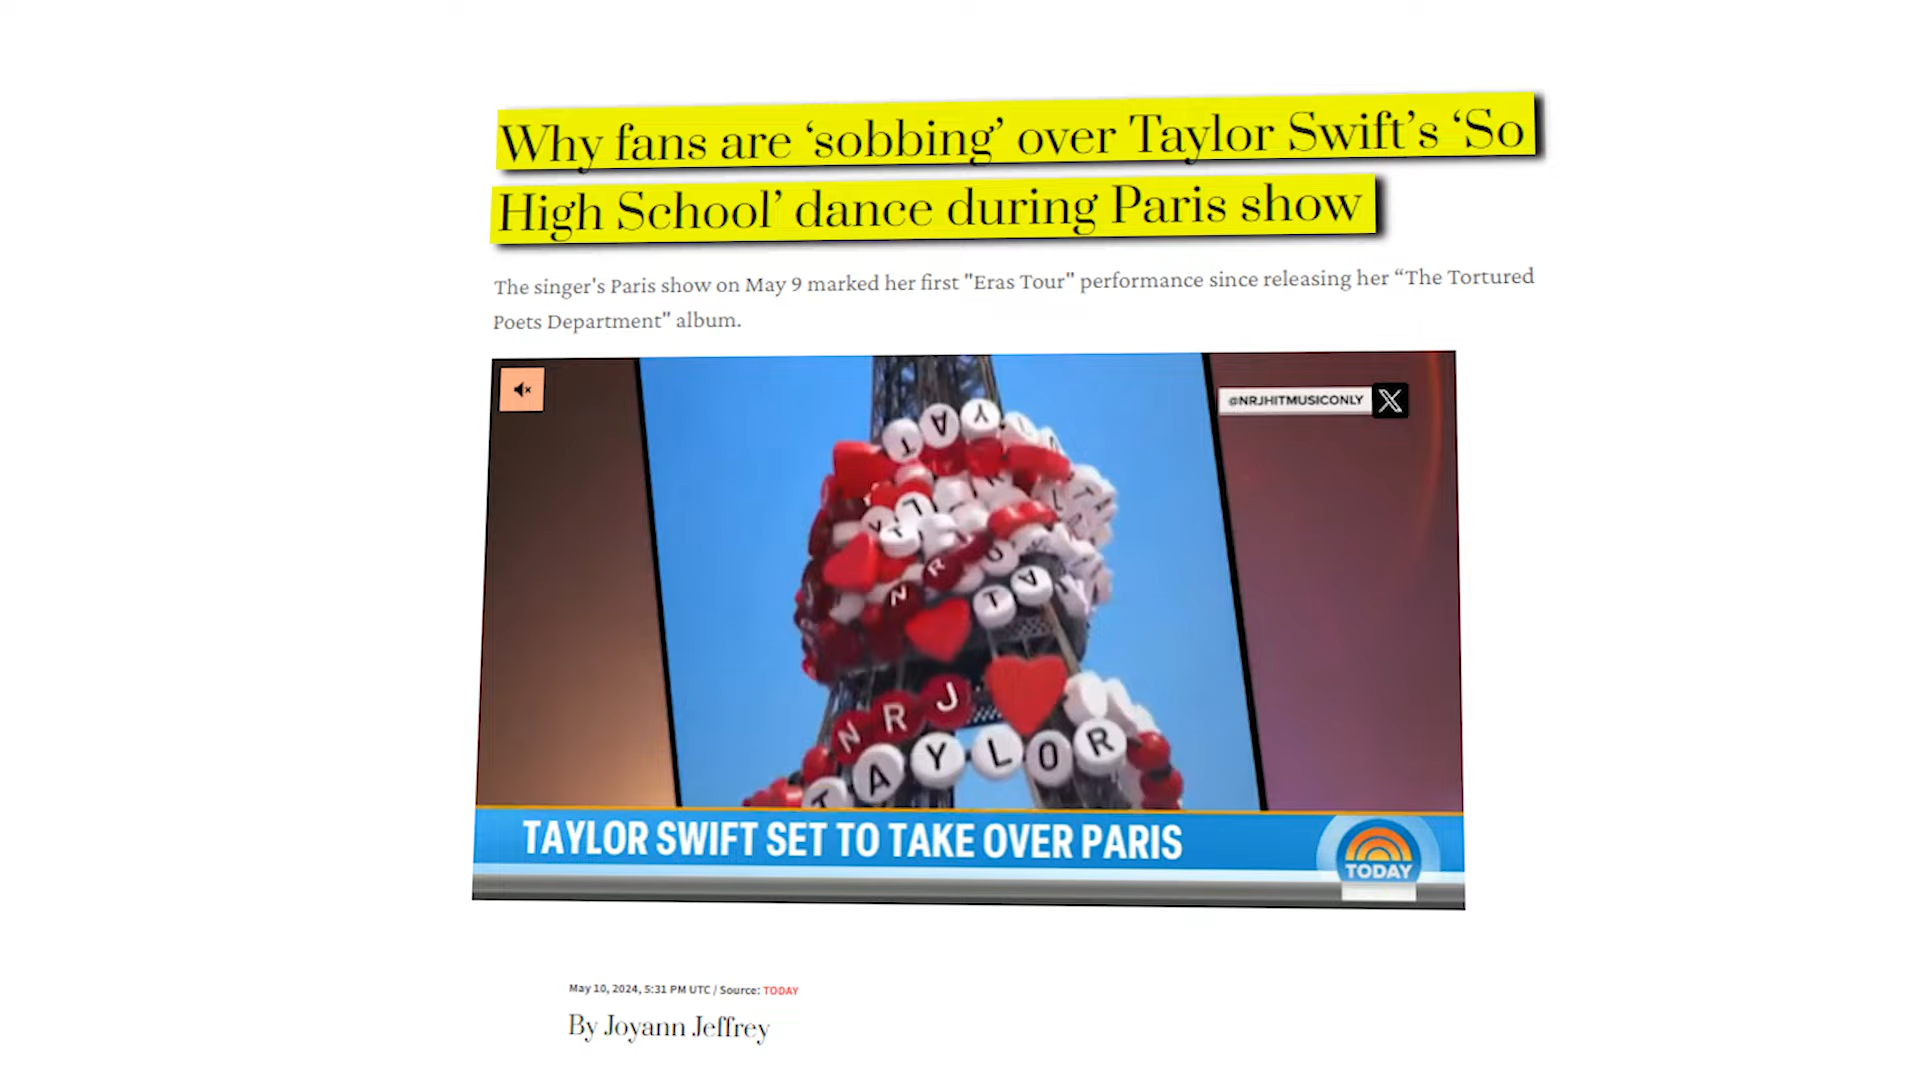 Why fans are ‘sobbing’ over Taylor Swift’s ‘So
High School’ dance during Paris show
The singer's Paris show on May 9 marked her first "Eras Tour" performance since releasing her “The Tortured
Poets Department" album.
@NRJHITMUSICONLY
NRJ
TAYLOR
TAYLOR SWIFT SET TO TAKE OVER PARIS
TODAY
May 10, 2024, 5:31 PM UTC / Source: TODAY
By Joyann Jeffrey